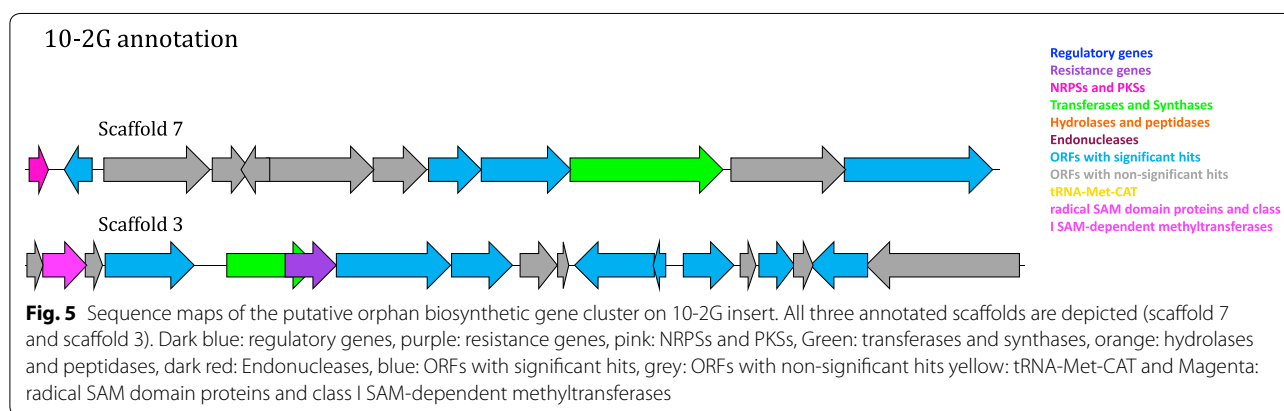 10-2G annotation
Regulatory genes
Resistance genes
NRPSs and PKSs
Transferases and Synthases
Hydrolases and peptidases
Endonucleases
ORFs with significant hits
ORFs with non-significant hits
tRNA-Met-CAT
radical SAM domain proteins and class
I SAM-dependent methyltransferases
Scaffold 7
Scaffold 3
Fig. 5 Sequence maps of the putative orphan biosynthetic gene cluster on 10-2G insert. All three annotated scaffolds are depicted (scaffold 7
and scaffold 3). Dark blue: regulatory genes, purple: resistance genes, pink: NRPSs and PKSs, Green: transferases and synthases, orange: hydrolases
and peptidases, dark red: Endonucleases, blue: ORFs with significant hits, grey: ORFs with non-significant hits yellow: tRNA-Met-CAT and Magenta:
radical SAM domain proteins and class I SAM-dependent methyltransferases